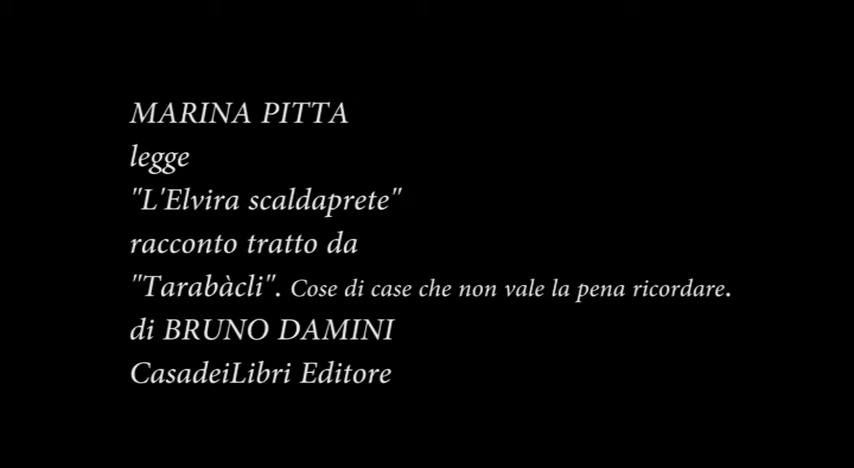 MARINA PITTA
legge
"L'Elvira scaldaprete"
racconto tratto da
"Tarabàcli". Cose di case che non vale la pena ricordare.
di BRUNO DAMINI
CasadeiLibri Editore